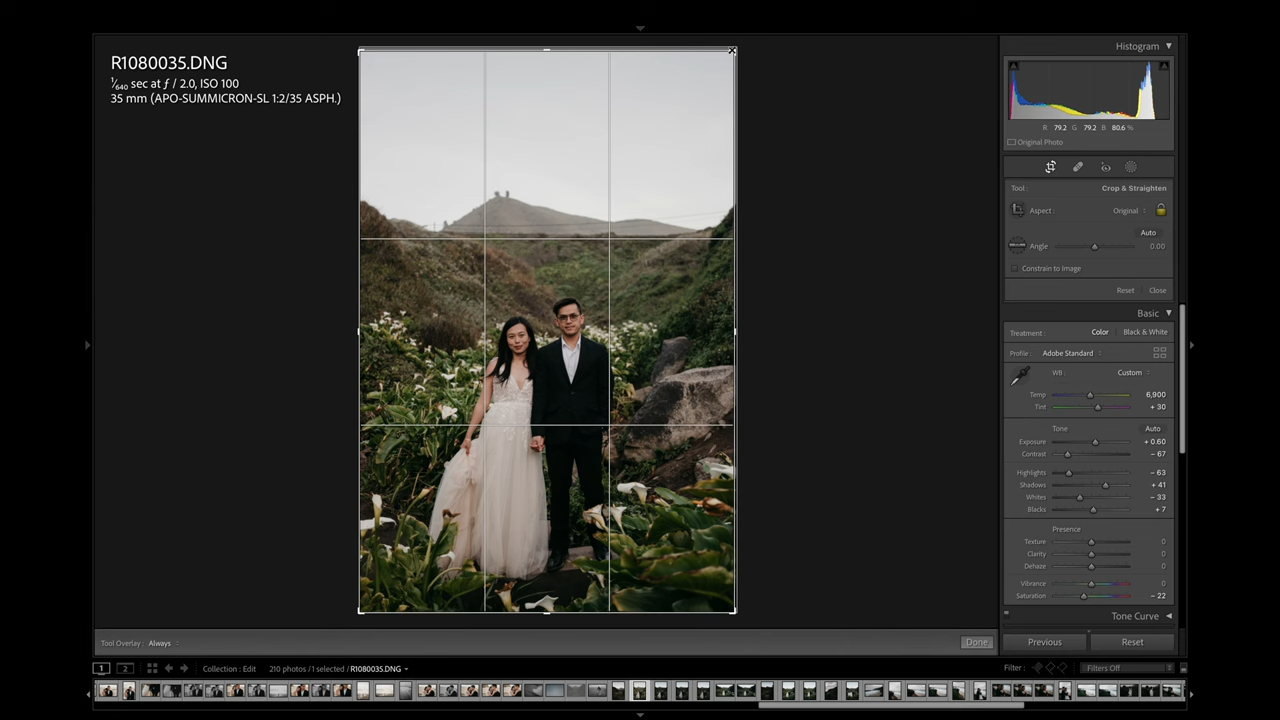 R1080035.DNG
1/640 sec at ƒ / 2.0, ISO 100
35 mm (APO-SUMMICRON-SL 1:2/35 ASPH.)
Histogram
R 79.2 G 79.2 B 80.6 %
Original Photo
Tool : Crop & Straighten
Aspect : Original
Auto
Angle 0.00
Constrain to Image
Reset Close
Basic
Treatment : Color Black & White
Profile : Adobe Standard
WB : Custom
Temp 6,900
Tint + 30
Tone Auto
Exposure + 0.60
Contrast – 67
Highlights – 63
Shadows + 41
Whites – 33
Blacks + 7
Presence
Texture 0
Clarity 0
Dehaze 0
Vibrance 0
Saturation – 22
Tone Curve
Tool Overlay : Always
Done
Previous Reset
1 2 Collection : Edit 210 photos / 1 selected / R1080035.DNG
Filter : Filters Off